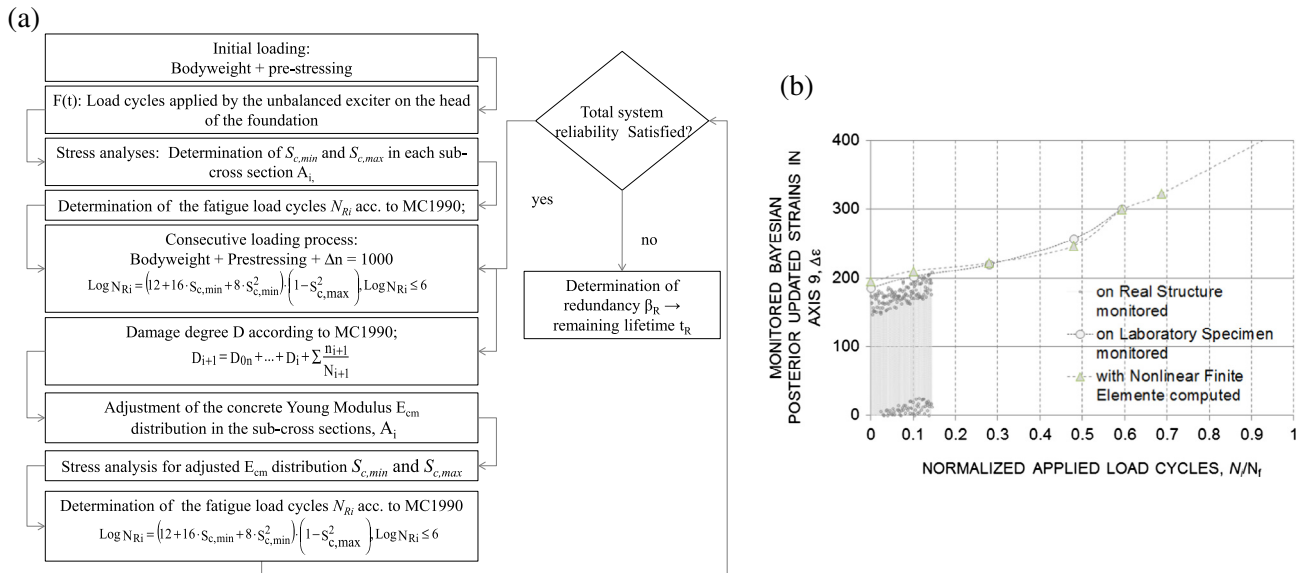 (a)
Initial loading:
Bodyweight + pre-stressing
F(t): Load cycles applied by the unbalanced exciter on the head
of the foundation
Stress analyses: Determination of S_c,min and S_c,max in each sub-
cross section A_i,
Determination of the fatigue load cycles N_Ri acc. to MC1990;
Consecutive loading process:
Bodyweight + Prestressing + Δn = 1000
Log N_Ri = (12+16·S_c,min+8·S²_c,min)·(1−S²_c,max), Log N_Ri ≤ 6
Damage degree D according to MC1990;
D_i+1 = D_0n + ... + D_i + Σ n_i+1/N_i+1
Adjustment of the concrete Young Modulus E_cm
distribution in the sub-cross sections, A_i
Stress analysis for adjusted E_cm distribution S_c,min and S_c,max
Determination of the fatigue load cycles N_Ri acc. to MC1990
Log N_Ri = (12+16·S_c,min+8·S²_c,min)·(1−S²_c,max), Log N_Ri ≤ 6
Total system
reliability Satisfied?
yes
no
Determination of
redundancy β_R →
remaining lifetime t_R
(b)
MONITORED BAYESIAN
POSTERIOR UPDATED STRAINS IN
AXIS 9, Δε
400
300
200
100
0
on Real Structure
monitored
on Laboratory Specimen
monitored
with Nonlinear Finite
Elemente computed
0 0.1 0.2 0.3 0.4 0.5 0.6 0.7 0.8 0.9 1
NORMALIZED APPLIED LOAD CYCLES, N_i/N_f